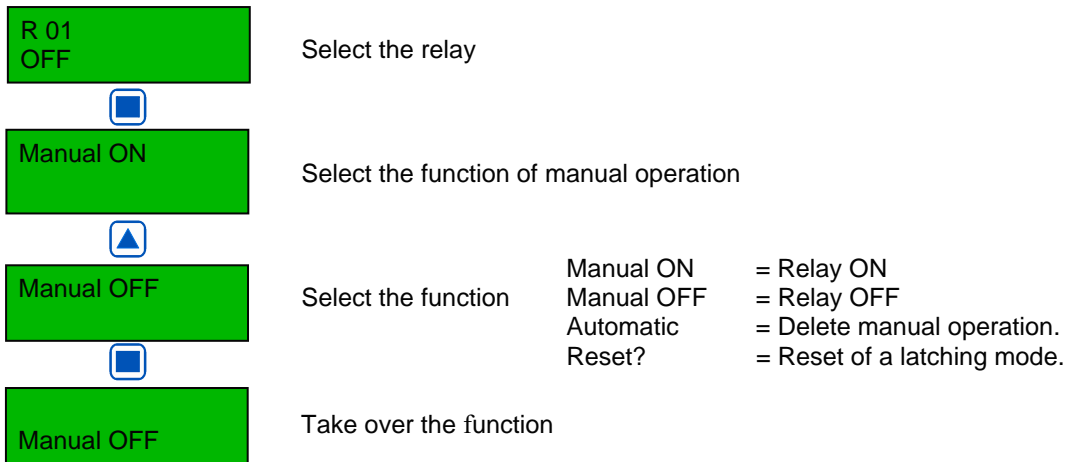 R 01
OFF
Select the relay
Manual ON
Select the function of manual operation
Manual OFF
Select the function
Manual ON = Relay ON
Manual OFF = Relay OFF
Automatic = Delete manual operation.
Reset? = Reset of a latching mode.
Manual OFF
Take over the function